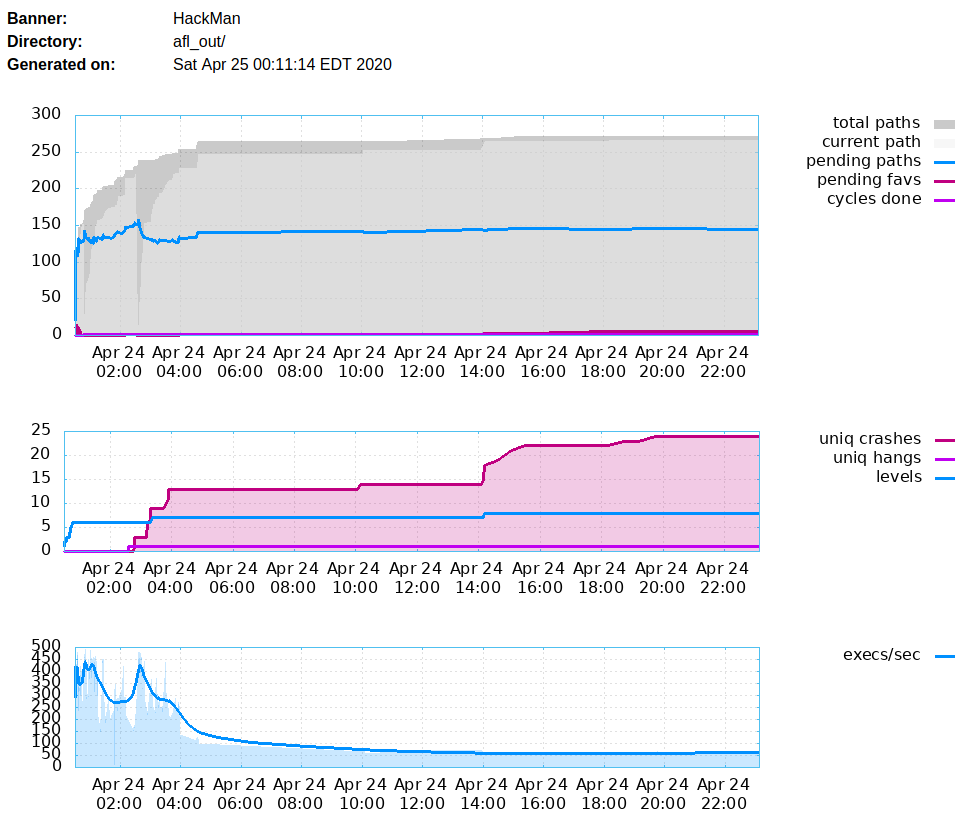 Banner: HackMan
Directory: afl_out/
Generated on: Sat Apr 25 00:11:14 EDT 2020
300
250
200
150
100
50
0
Apr 24 Apr 24 Apr 24 Apr 24 Apr 24 Apr 24 Apr 24 Apr 24 Apr 24 Apr 24 Apr 24
02:00 04:00 06:00 08:00 10:00 12:00 14:00 16:00 18:00 20:00 22:00
total paths
current path
pending paths
pending favs
cycles done
25
20
15
10
5
0
Apr 24 Apr 24 Apr 24 Apr 24 Apr 24 Apr 24 Apr 24 Apr 24 Apr 24 Apr 24 Apr 24
02:00 04:00 06:00 08:00 10:00 12:00 14:00 16:00 18:00 20:00 22:00
uniq crashes
uniq hangs
levels
500
450
400
350
300
250
200
150
100
50
0
Apr 24 Apr 24 Apr 24 Apr 24 Apr 24 Apr 24 Apr 24 Apr 24 Apr 24 Apr 24 Apr 24
02:00 04:00 06:00 08:00 10:00 12:00 14:00 16:00 18:00 20:00 22:00
execs/sec